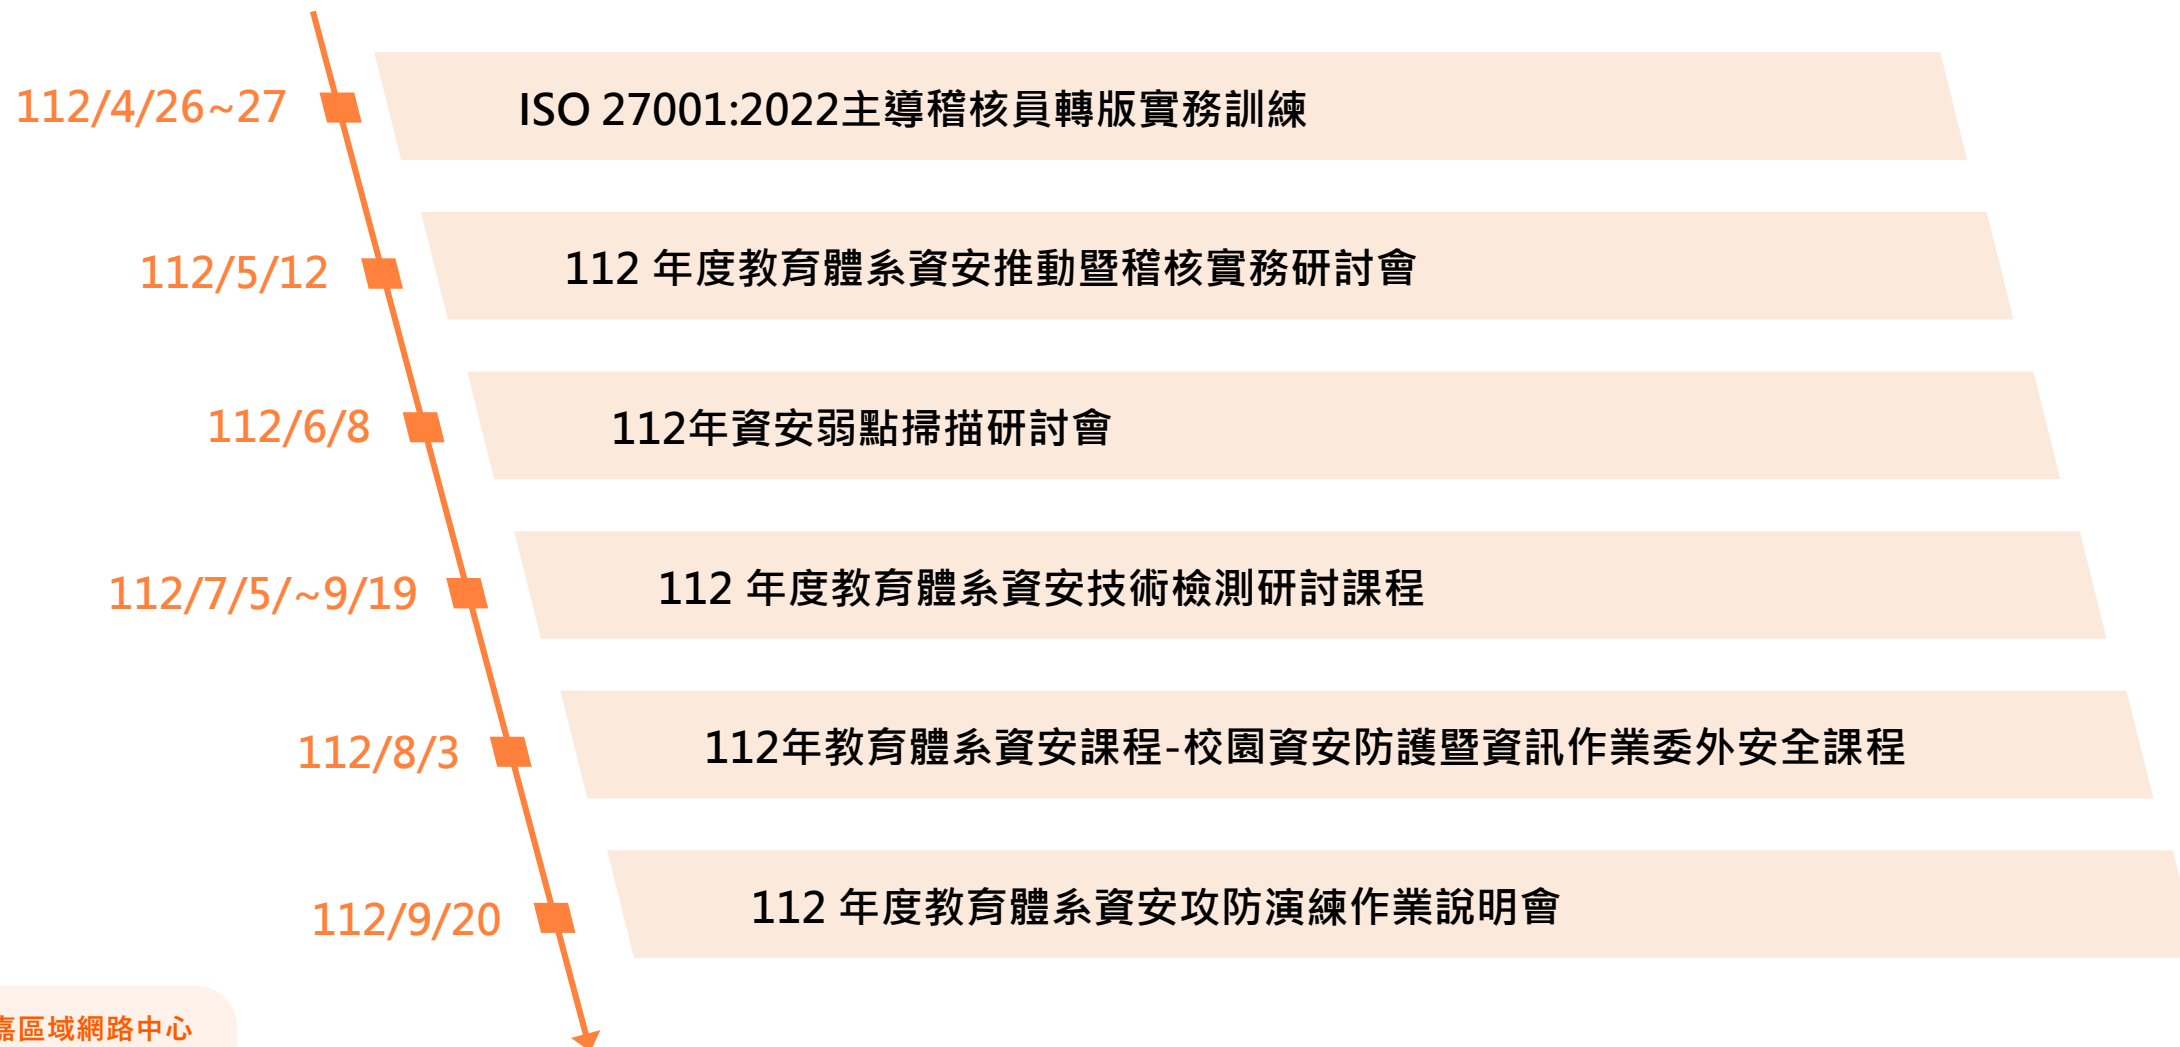 112/4/26~27
ISO 27001:2022主導稽核員轉版實務訓練
112/5/12
112 年度教育體系資安推動暨稽核實務研討會
112/6/8
112年資安弱點掃描研討會
112/7/5/~9/19
112 年度教育體系資安技術檢測研討課程
112/8/3
112年教育體系資安課程-校園資安防護暨資訊作業委外安全課程
112/9/20
112 年度教育體系資安攻防演練作業說明會
嘉區域網路中心